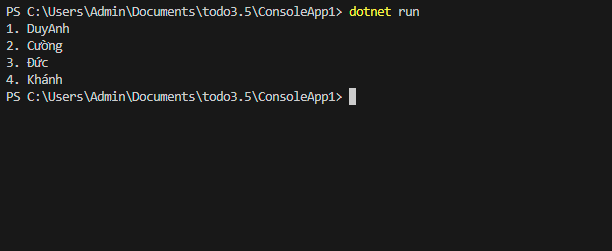 PS C:\Users\Admin\Documents\todo3.5\ConsoleApp1> dotnet run
1. DuyAnh
2. Cường
3. Đức
4. Khánh
PS C:\Users\Admin\Documents\todo3.5\ConsoleApp1>